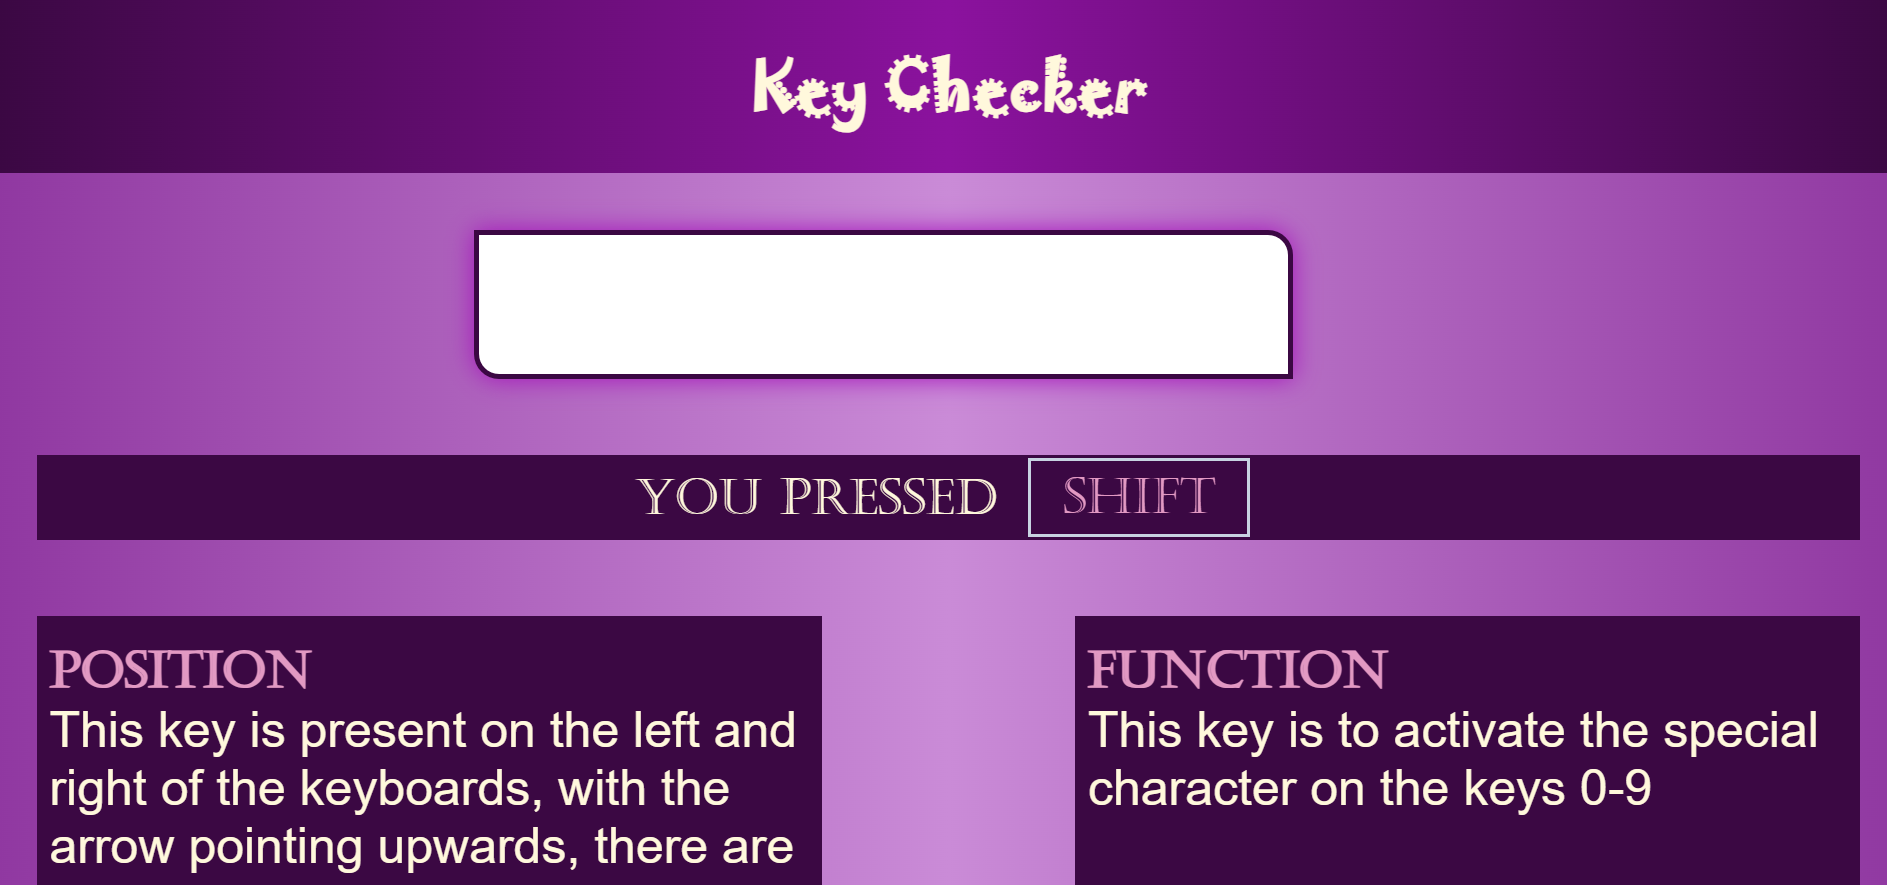 Key Checker
YOU PRESSED SHIFT
POSITION
This key is present on the left and
right of the keyboards, with the
arrow pointing upwards, there are
FUNCTION
This key is to activate the special
character on the keys 0-9